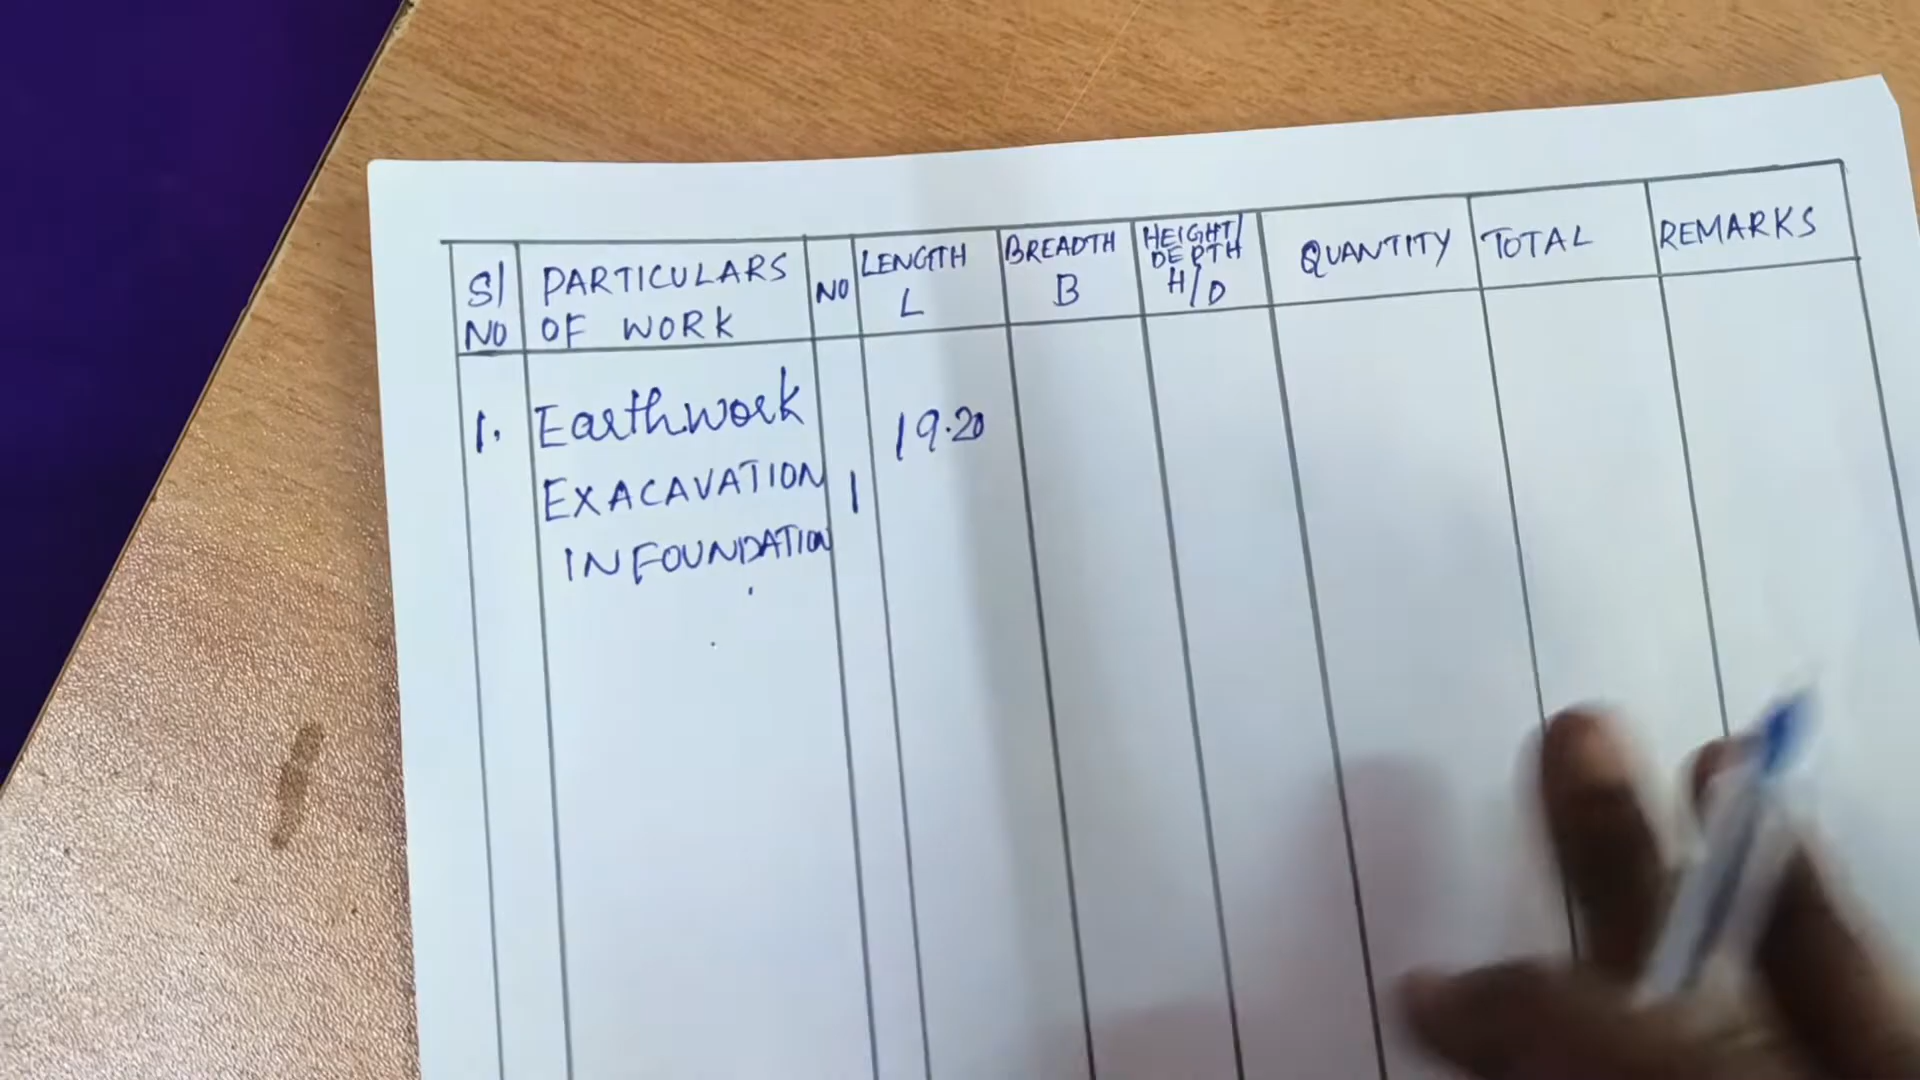 Sl NO PARTICULARS OF WORK NO LENGTH L BREADTH B HEIGHT/DEPTH H/D QUANTITY TOTAL REMARKS
1. Earthwork 19.20
EXACAVATION 1
IN FOUNDATION